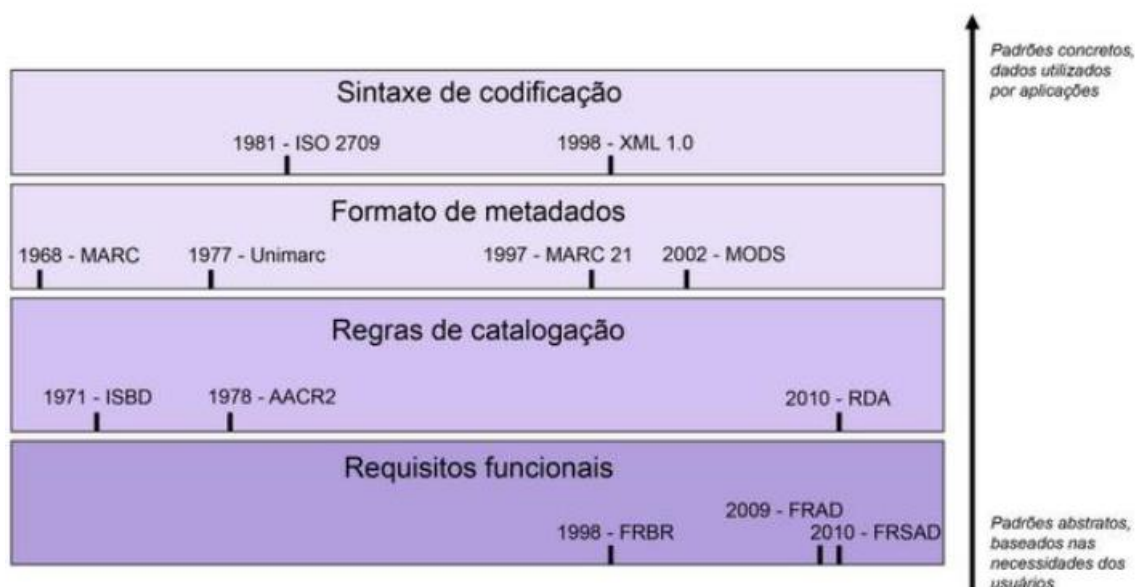 Sintaxe de codificação
1981 - ISO 2709
1998 - XML 1.0
Formato de metadados
1968 - MARC
1977 - Unimarc
1997 - MARC 21
2002 - MODS
Regras de catalogação
1971 - ISBD
1978 - AACR2
2010 - RDA
Requisitos funcionais
2009 - FRAD
1998 - FRBR
2010 - FRSAD
Padrões concretos,
dados utilizados
por aplicações
Padrões abstratos,
baseados nas
necessidades dos
usuários